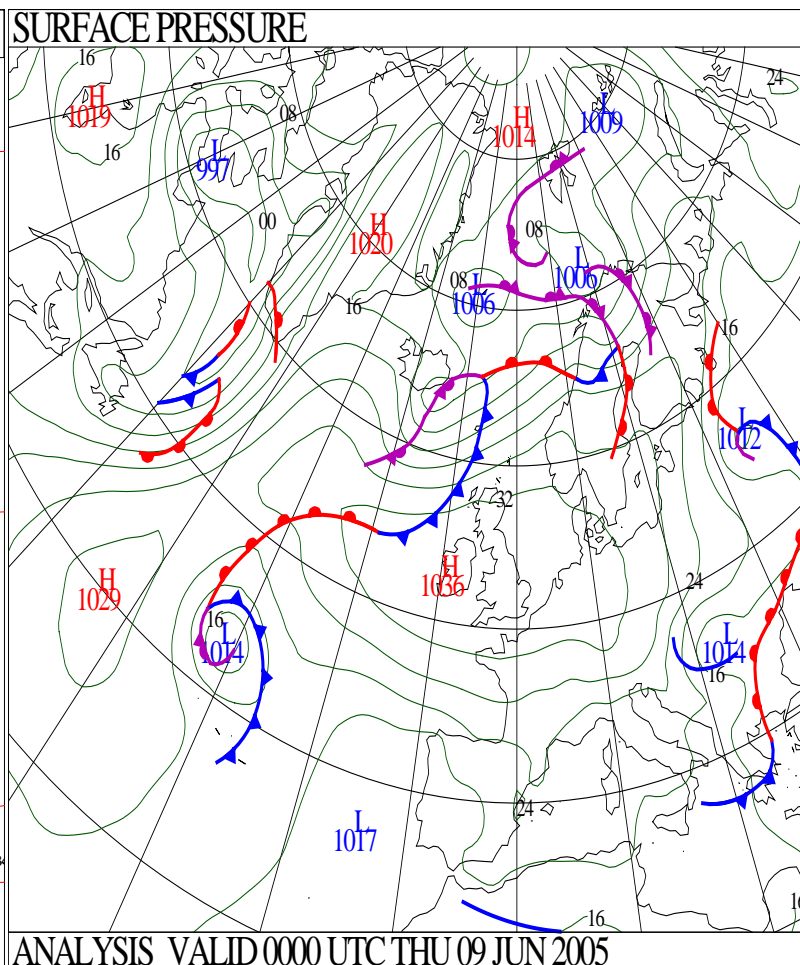 SURFACE PRESSURE
16
24
H
1019
L
1009
08
H
1014
16
L
997
00
H
1020
08
L
1006
08
L
1006
16
16
L
1012
32
H
1029
H
1036
24
16
L
1014
L
1014
16
24
L
1017
16
ANALYSIS VALID 0000 UTC THU 09 JUN 2005